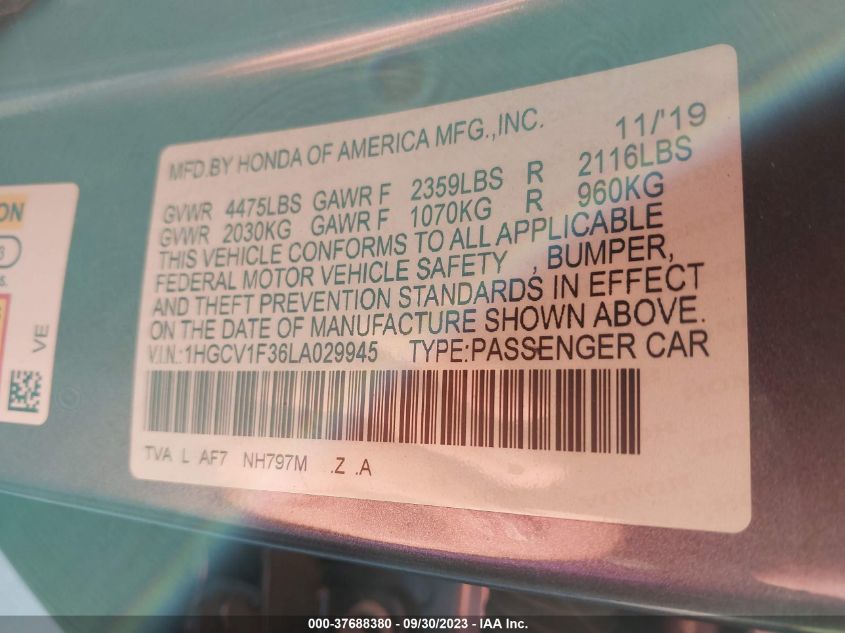 MFD.BY HONDA OF AMERICA MFG.,INC. 11/'19
GVWR 4475LBS GAWR F 2359LBS R 2116LBS
GVWR 2030KG GAWR F 1070KG R 960KG
THIS VEHICLE CONFORMS TO ALL APPLICABLE
FEDERAL MOTOR VEHICLE SAFETY , BUMPER,
AND THEFT PREVENTION STANDARDS IN EFFECT
ON THE DATE OF MANUFACTURE SHOWN ABOVE.
V.I.N.:1HGCV1F36LA029945 TYPE:PASSENGER CAR
TVA L AF7 NH797M .Z .A
VE
000-37688380 - 09/30/2023 - IAA Inc.